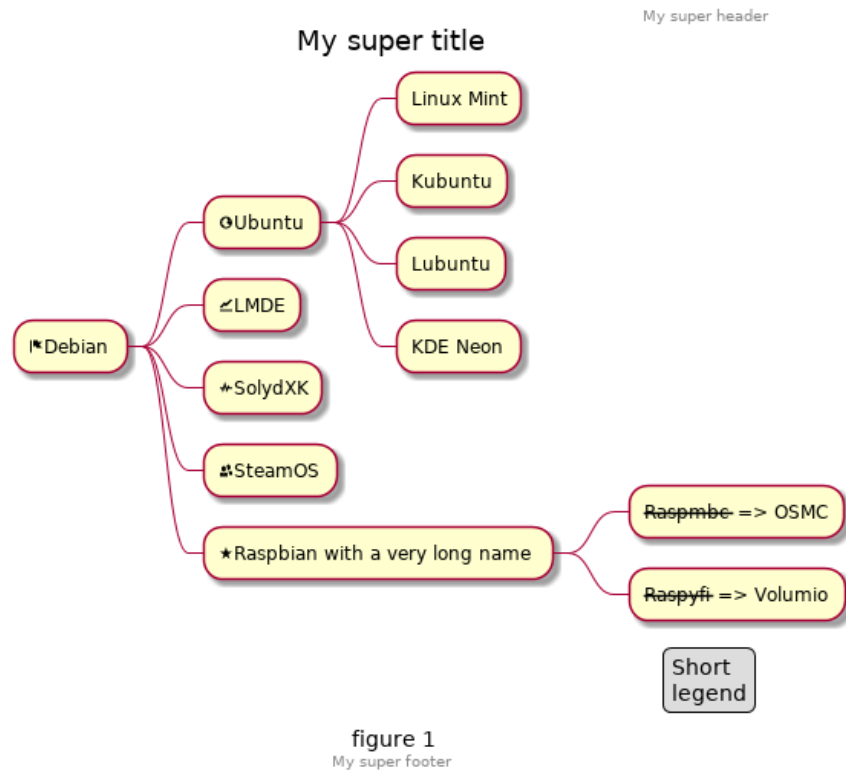 My super header
My super title
Linux Mint
Kubuntu
Ubuntu
Lubuntu
LMDE
KDE Neon
Debian
SolydXK
SteamOS
Raspmbc => OSMC
Raspbian with a very long name
Raspyfi => Volumio
Short
legend
figure 1
My super footer